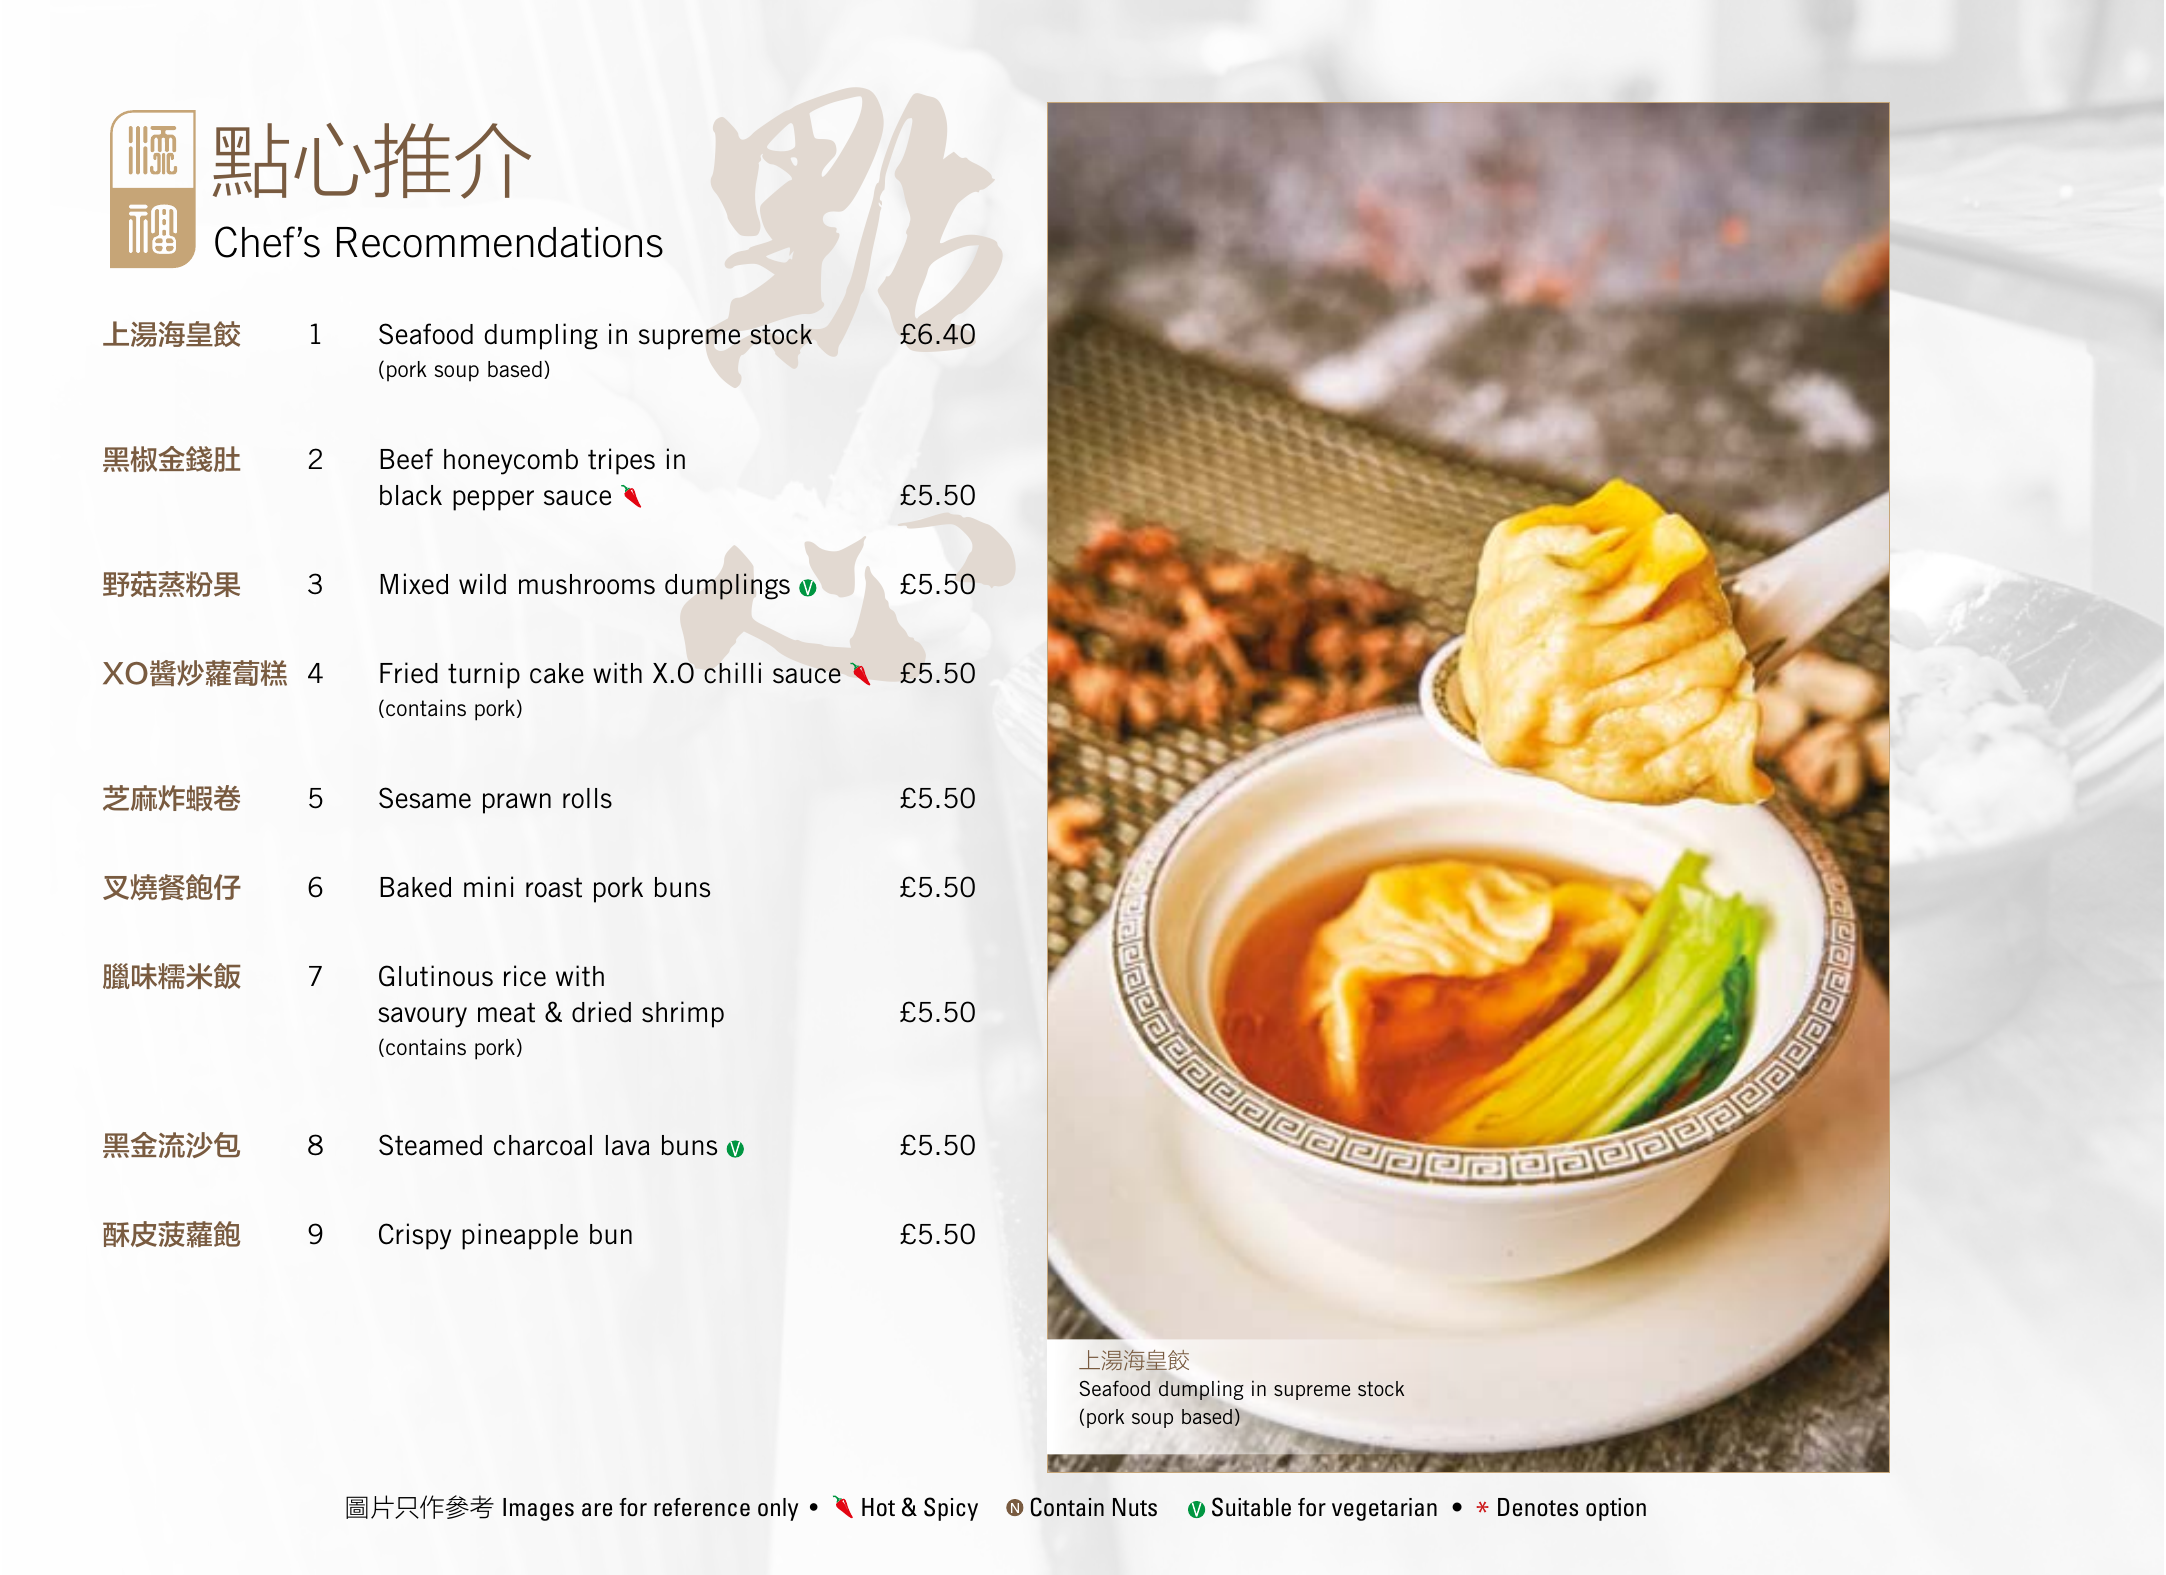 點心推介
Chef’s Recommendations
點心
上湯海皇餃 1 Seafood dumpling in supreme stock £6.40
(pork soup based)
黑椒金錢肚 2 Beef honeycomb tripes in
black pepper sauce £5.50
野菇蒸粉果 3 Mixed wild mushrooms dumplings V £5.50
XO醬炒蘿蔔糕 4 Fried turnip cake with X.O chilli sauce £5.50
(contains pork)
芝麻炸蝦卷 5 Sesame prawn rolls £5.50
叉燒餐飽仔 6 Baked mini roast pork buns £5.50
臘味糯米飯 7 Glutinous rice with
savoury meat & dried shrimp £5.50
(contains pork)
黑金流沙包 8 Steamed charcoal lava buns V £5.50
酥皮菠蘿飽 9 Crispy pineapple bun £5.50
上湯海皇餃
Seafood dumpling in supreme stock
(pork soup based)
圖片只作參考 Images are for reference only • Hot & Spicy N Contain Nuts V Suitable for vegetarian • * Denotes option